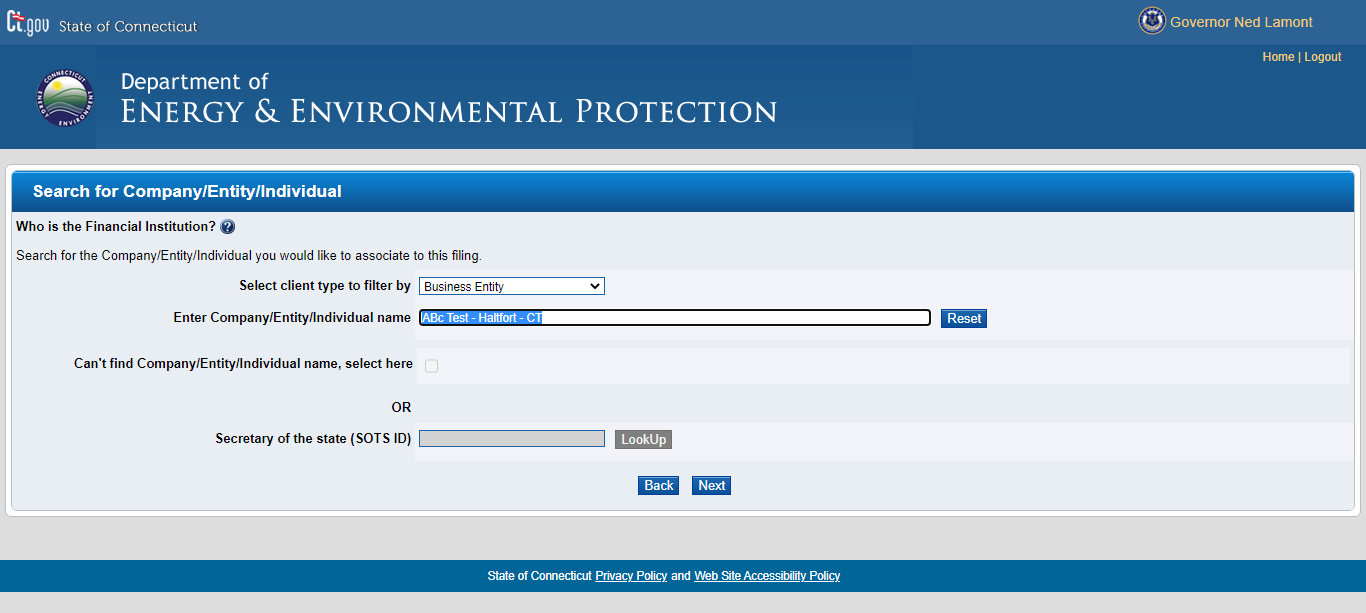 Ct.gov State of Connecticut
Governor Ned Lamont
Home | Logout
CONNECTICUT ENERGY ENVIRONMENT
Department of
ENERGY & ENVIRONMENTAL PROTECTION
Search for Company/Entity/Individual
Who is the Financial Institution? ?
Search for the Company/Entity/Individual you would like to associate to this filing.
Select client type to filter by Business Entity
Enter Company/Entity/Individual name ABc Test - Haltfort - CT Reset
Can't find Company/Entity/Individual name, select here
OR
Secretary of the state (SOTS ID) LookUp
Back Next
State of Connecticut Privacy Policy and Web Site Accessibility Policy